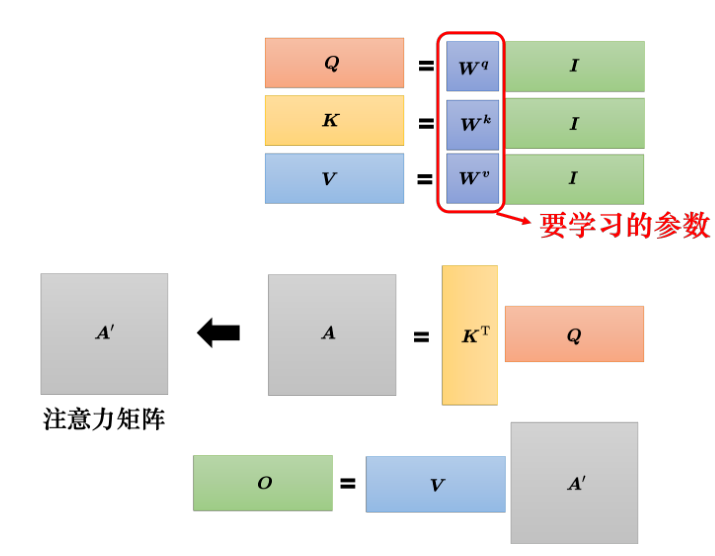 Q = W^q I
K = W^k I
V = W^v I
要学习的参数
A′ A = K^T Q
注意力矩阵
O = V A′